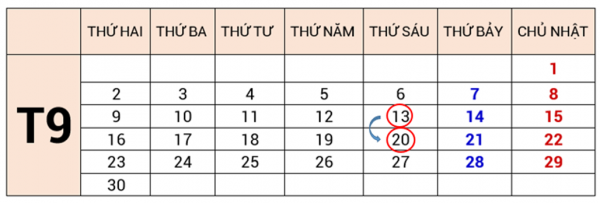 THỨ HAI THỨ BA THỨ TƯ THỨ NĂM THỨ SÁU THỨ BẢY CHỦ NHẬT
T9
1
2 3 4 5 6 7 8
9 10 11 12 13 14 15
16 17 18 19 20 21 22
23 24 25 26 27 28 29
30